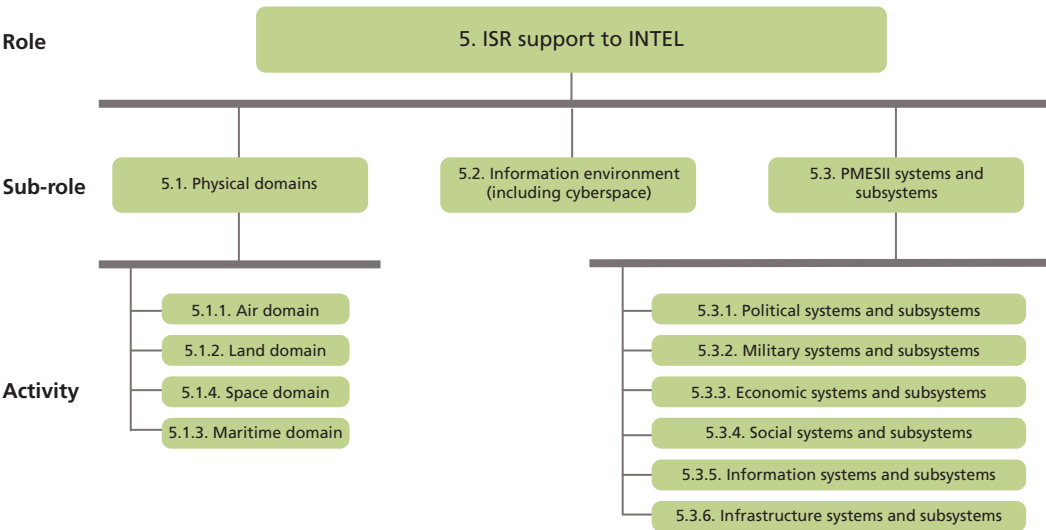 Role
5. ISR support to INTEL
Sub-role
5.1. Physical domains
5.2. Information environment
(including cyberspace)
5.3. PMESII systems and
subsystems
Activity
5.1.1. Air domain
5.1.2. Land domain
5.1.4. Space domain
5.1.3. Maritime domain
5.3.1. Political systems and subsystems
5.3.2. Military systems and subsystems
5.3.3. Economic systems and subsystems
5.3.4. Social systems and subsystems
5.3.5. Information systems and subsystems
5.3.6. Infrastructure systems and subsystems